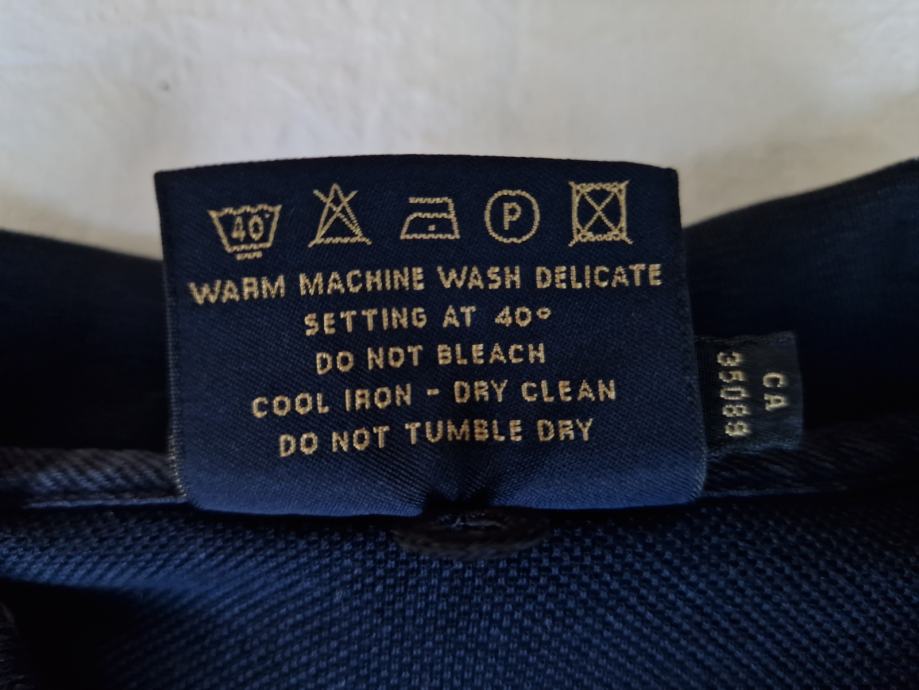 40°
P
WARM MACHINE WASH DELICATE
SETTING AT 40°
DO NOT BLEACH
COOL IRON - DRY CLEAN
DO NOT TUMBLE DRY
CA
35089